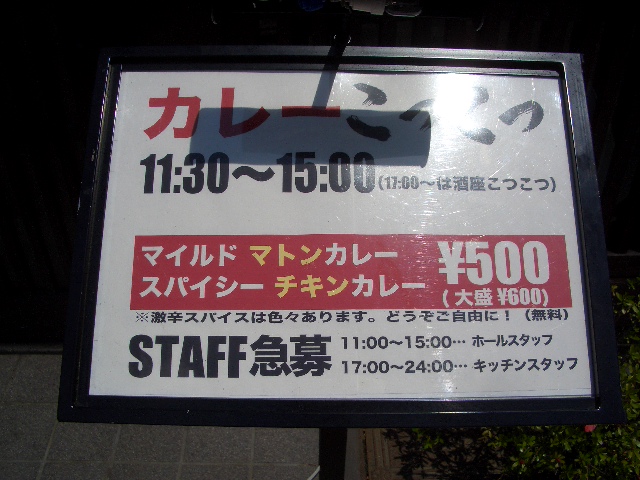 カレーこつこつ
11:30〜15:00(17:00〜は酒座こつこつ)
マイルド マトンカレー
スパイシー チキンカレー
¥500
(大盛¥600)
※激辛スパイスは色々あります。どうぞご自由に!(無料)
STAFF急募
11:00〜15:00… ホールスタッフ
17:00〜24:00… キッチンスタッフ